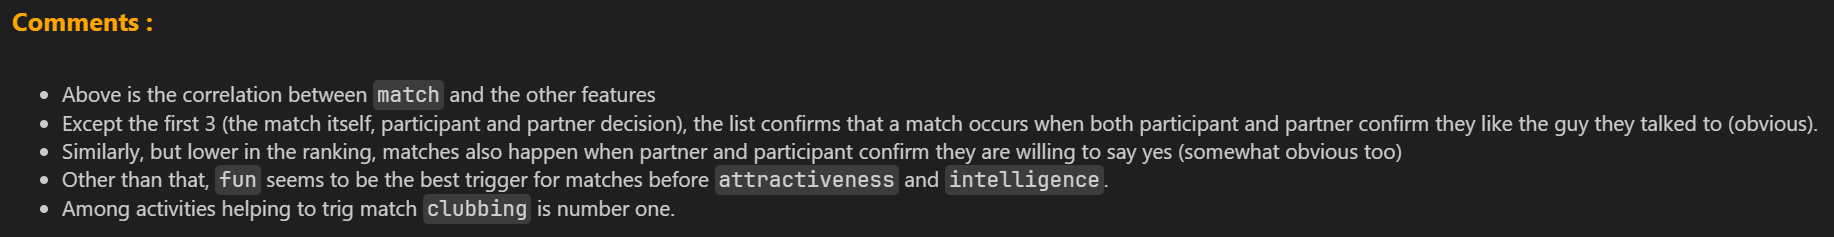 Comments :
• Above is the correlation between match and the other features
• Except the first 3 (the match itself, participant and partner decision), the list confirms that a match occurs when both participant and partner confirm they like the guy they talked to (obvious).
• Similarly, but lower in the ranking, matches also happen when partner and participant confirm they are willing to say yes (somewhat obvious too)
• Other than that, fun seems to be the best trigger for matches before attractiveness and intelligence.
• Among activities helping to trig match clubbing is number one.